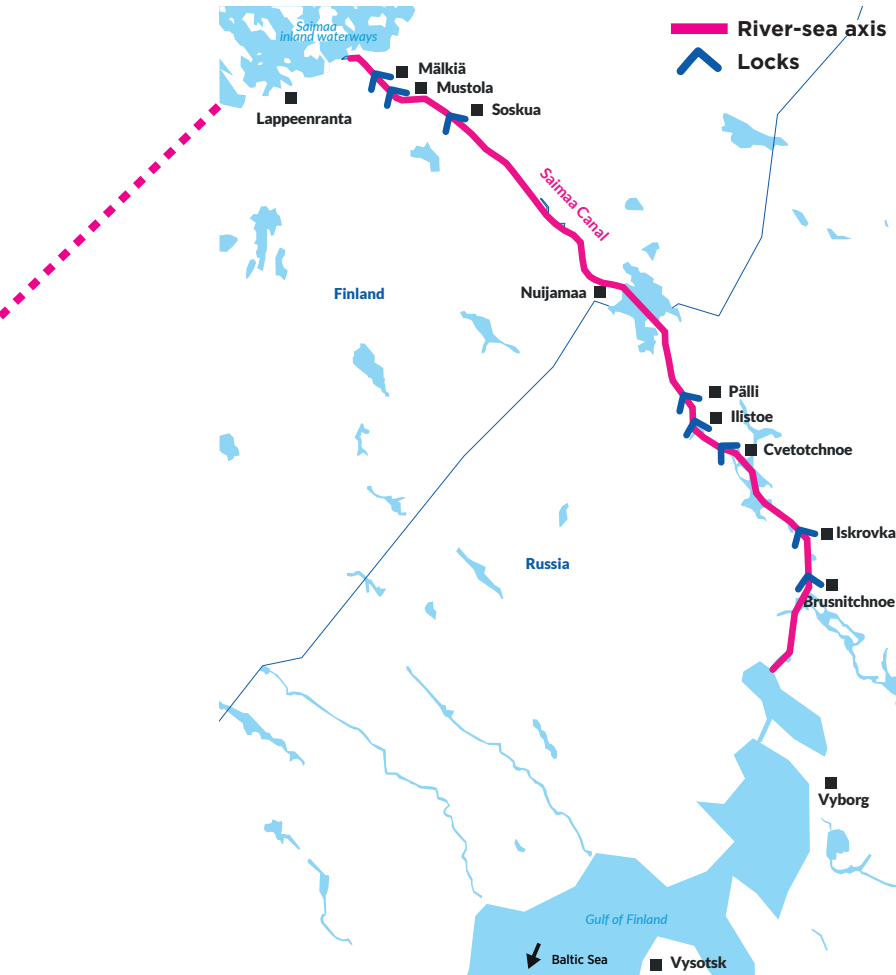 Saimaa
inland waterways
River-sea axis
Locks
Mälkiä
Mustola
Soskua
Lappeenranta
Saimaa Canal
Finland
Nuijamaa
Pälli
Ilistoe
Cvetotchnoe
Iskrovka
Russia
Brusnitchnoe
Vyborg
Gulf of Finland
Baltic Sea
Vysotsk